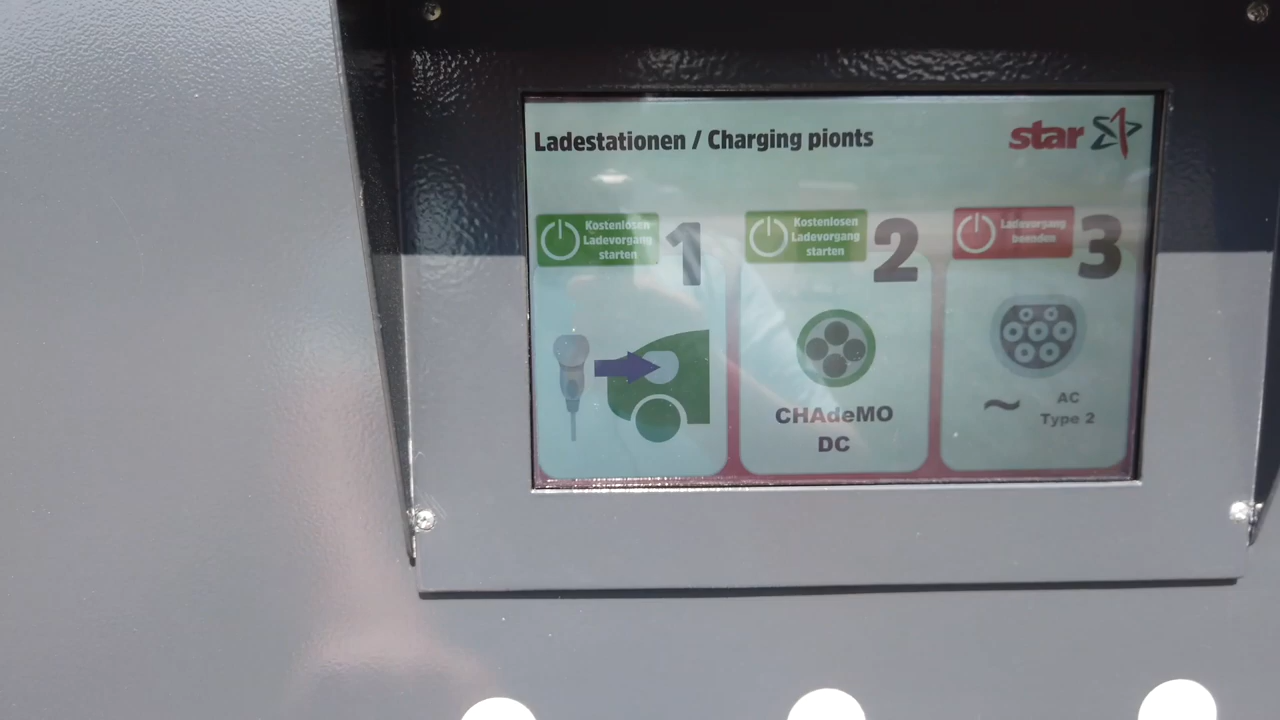 Ladestationen / Charging pionts
star
Kostenlosen
Ladevorgang
starten
1
Kostenlosen
Ladevorgang
starten
2
Ladevorgang
beenden
3
CHAdeMO
DC
~ AC
Type 2